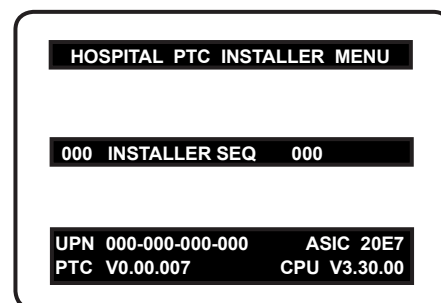 HOSPITAL PTC INSTALLER MENU
000 INSTALLER SEQ 000
UPN 000-000-000-000 ASIC 20E7
PTC V0.00.007 CPU V3.30.00